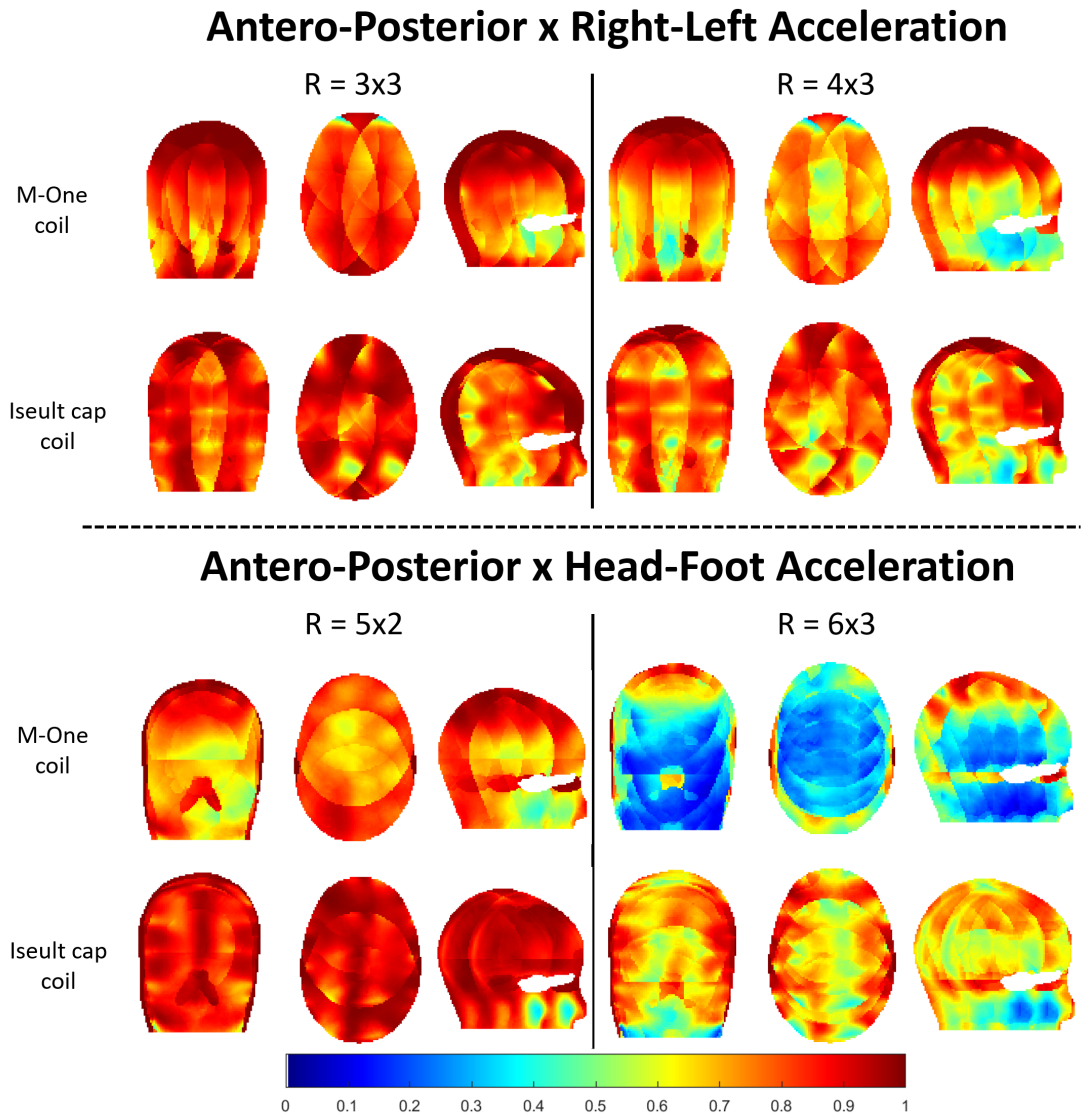 Antero-Posterior x Right-Left Acceleration
R = 3x3
R = 4x3
M-One
coil
Iseult cap
coil
Antero-Posterior x Head-Foot Acceleration
R = 5x2
R = 6x3
M-One
coil
Iseult cap
coil
0 0.1 0.2 0.3 0.4 0.5 0.6 0.7 0.8 0.9 1